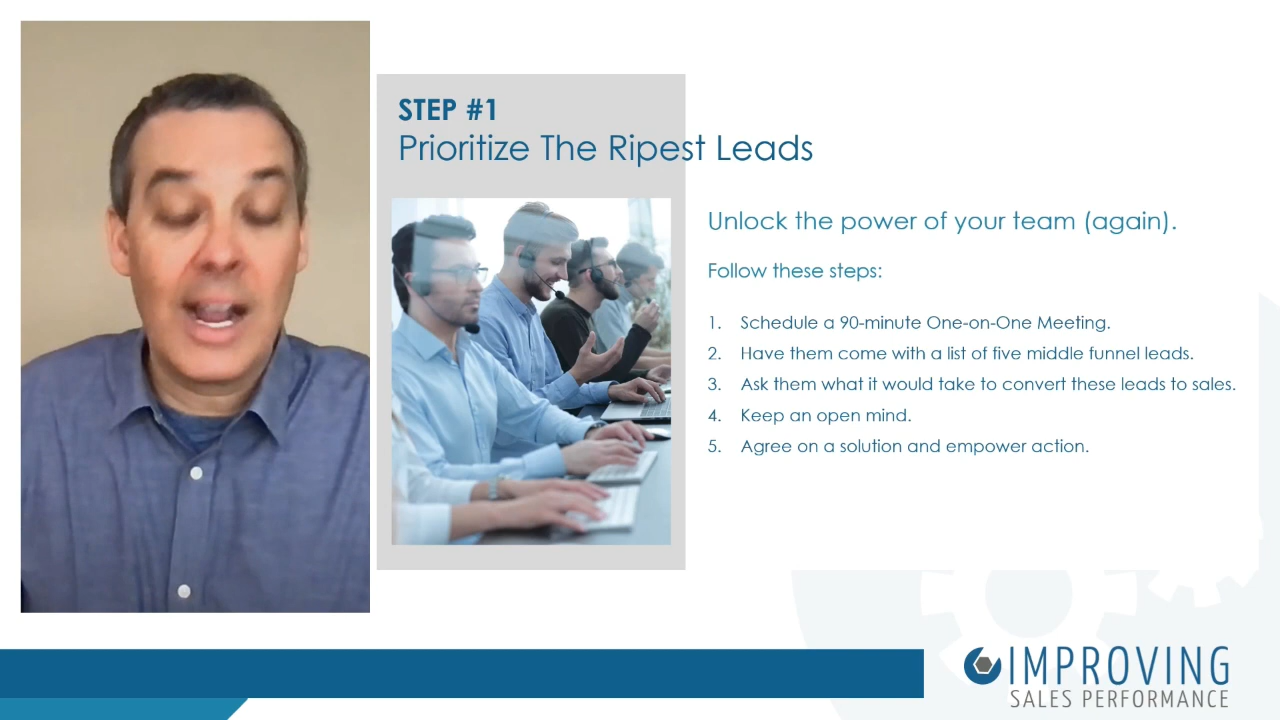 STEP #1
Prioritize The Ripest Leads
Unlock the power of your team (again).
Follow these steps:
1. Schedule a 90-minute One-on-One Meeting.
2. Have them come with a list of five middle funnel leads.
3. Ask them what it would take to convert these leads to sales.
4. Keep an open mind.
5. Agree on a solution and empower action.
IMPROVING
SALES PERFORMANCE